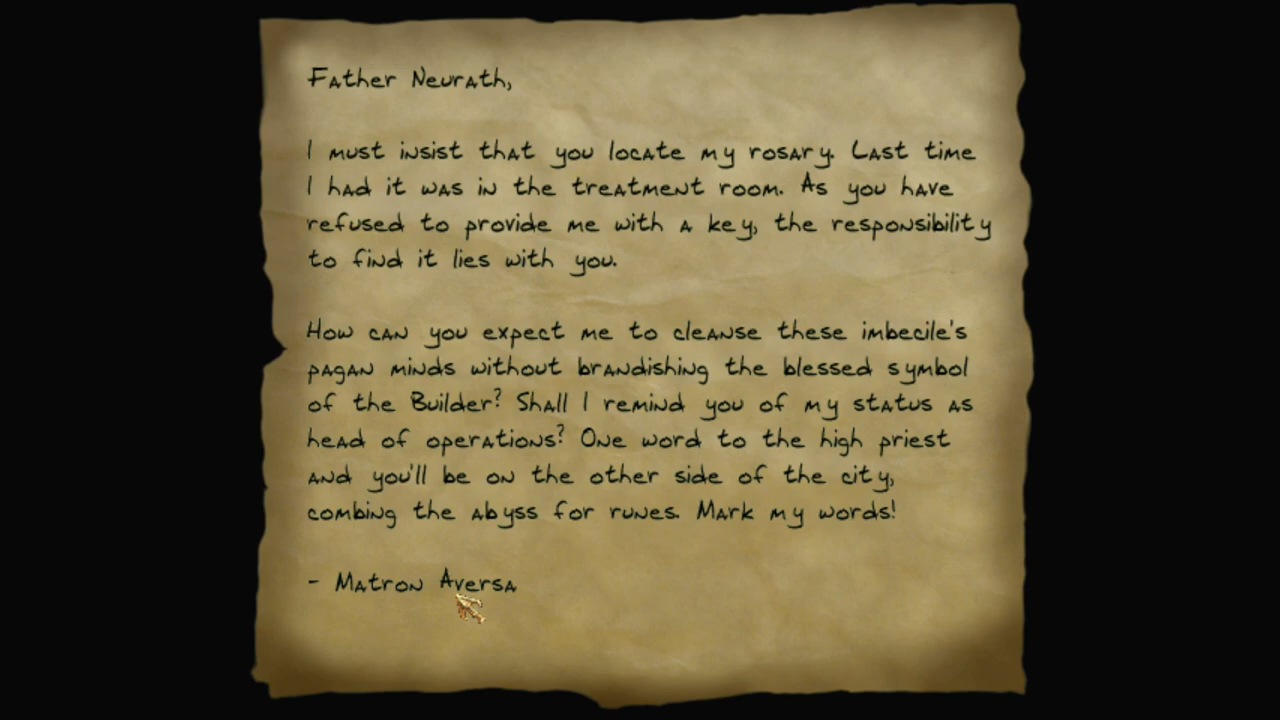 Father Neurath,
I must insist that you locate my rosary. Last time
I had it was in the treatment room. As you have
refused to provide me with a key, the responsibility
to find it lies with you.
How can you expect me to cleanse these imbecile's
pagan minds without brandishing the blessed symbol
of the Builder? Shall I remind you of my status as
head of operations? One word to the high priest
and you'll be on the other side of the city,
combing the abyss for runes. Mark my words!
- Matron Aversa